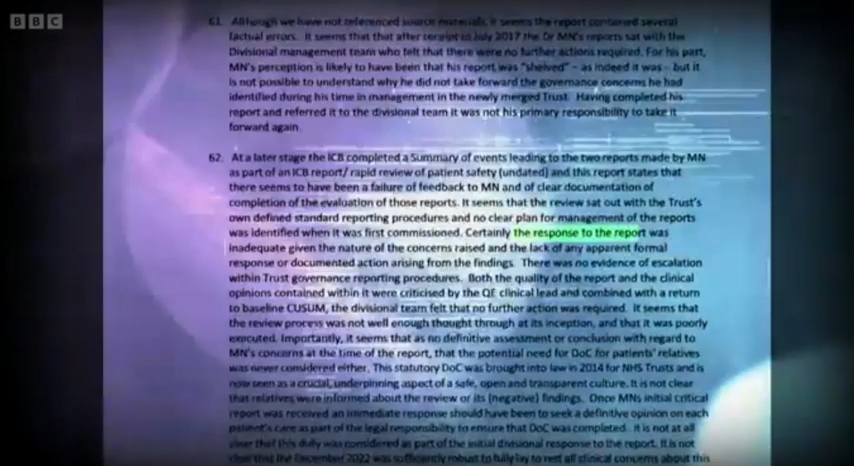 BBC
61. Although we have not referenced source materials, it seems the report contained several
factual errors. It seems that that after receipt in July 2017 the Dr MN's reports sat with the
Divisional management team who felt that there were no further actions required. For his part,
MN's perception is likely to have been that his report was "shelved" – as indeed it was – but it
is not possible to understand why he did not take forward the governance concerns he had
identified during his time in management in the newly merged Trust. Having completed his
report and referred it to the divisional team it was not his primary responsibility to take it
forward again.
62. At a later stage the ICB completed a Summary of events leading to the two reports made by MN
as part of an ICB report/ rapid review of patient safety (undated) and this report states that
there seems to have been a failure of feedback to MN and of clear documentation of
completion of the evaluation of those reports. It seems that the review sat out with the Trust's
own defined standard reporting procedures and no clear plan for management of the reports
was identified when it was first commissioned. Certainly the response to the report was
inadequate given the nature of the concerns raised and the lack of any apparent formal
response or documented action arising from the findings. There was no evidence of escalation
within Trust governance reporting procedures. Both the quality of the report and the clinical
opinions contained within it were criticised by the QE clinical lead and combined with a return
to baseline CUSUM, the divisional team felt that no further action was required. It seems that
the review process was not well enough thought through at its inception, and that it was poorly
executed. Importantly, it seems that as no definitive assessment or conclusion with regard to
MN's concerns at the time of the report, that the potential need for DoC for patients' relatives
was never considered either. This statutory DoC was brought into law in 2014 for NHS Trusts and is
now seen as a crucial, underpinning aspect of a safe, open and transparent culture. It is not clear
that relatives were informed about the review or its (negative) findings. Once MNs initial critical
report was received an immediate response should have been to seek a definitive opinion on each
patient's care as part of the legal responsibility to ensure that DoC was completed. It is not at all
clear that this duty was considered as part of the initial divisional response to the report. It is not
clear that the December 2022 was sufficiently robust to fully lay to rest all clinical concerns about this